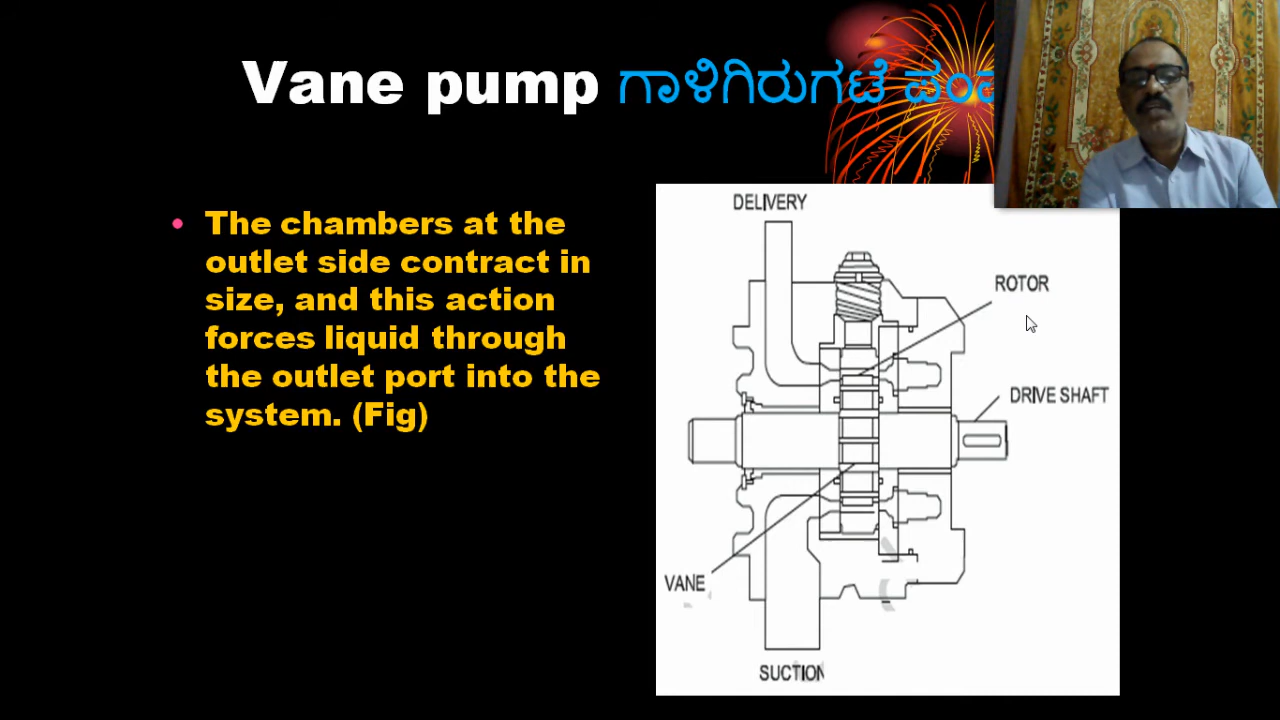 Vane pump ಗಾಳಿಗಿರುಗಟೆ
The chambers at the
outlet side contract in
size, and this action
forces liquid through
the outlet port into the
system. (Fig)
DELIVERY
ROTOR
DRIVE SHAFT
VANE
SUCTION